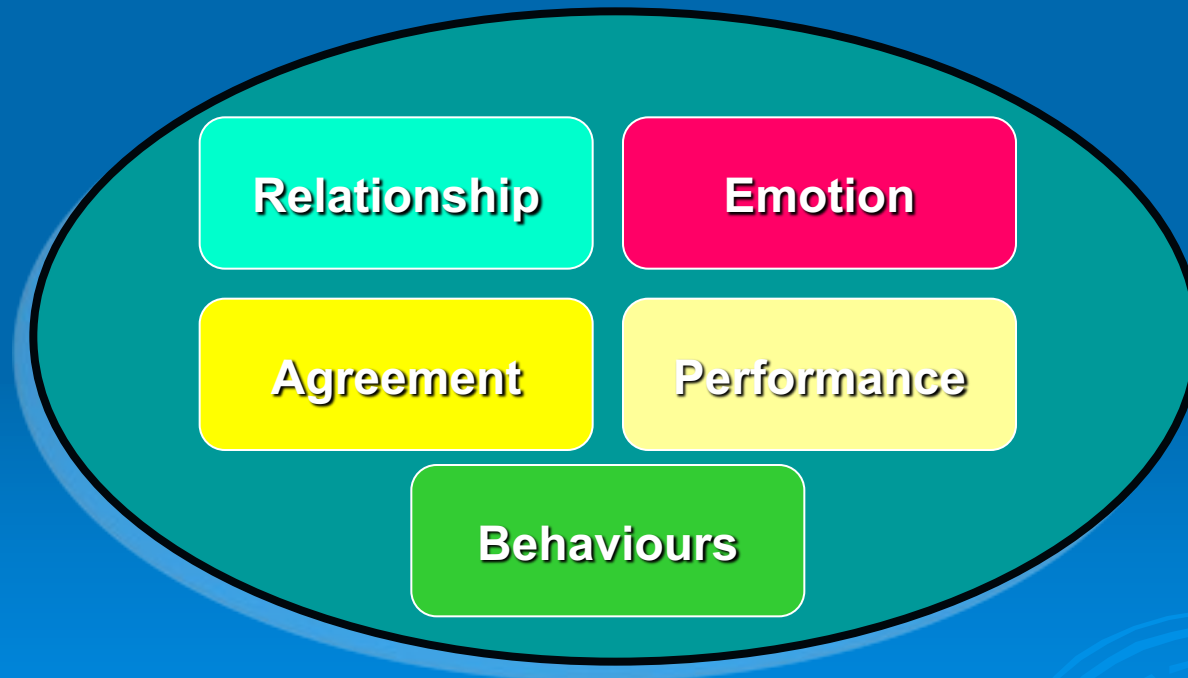 Relationship
Emotion
Agreement
Performance
Behaviours